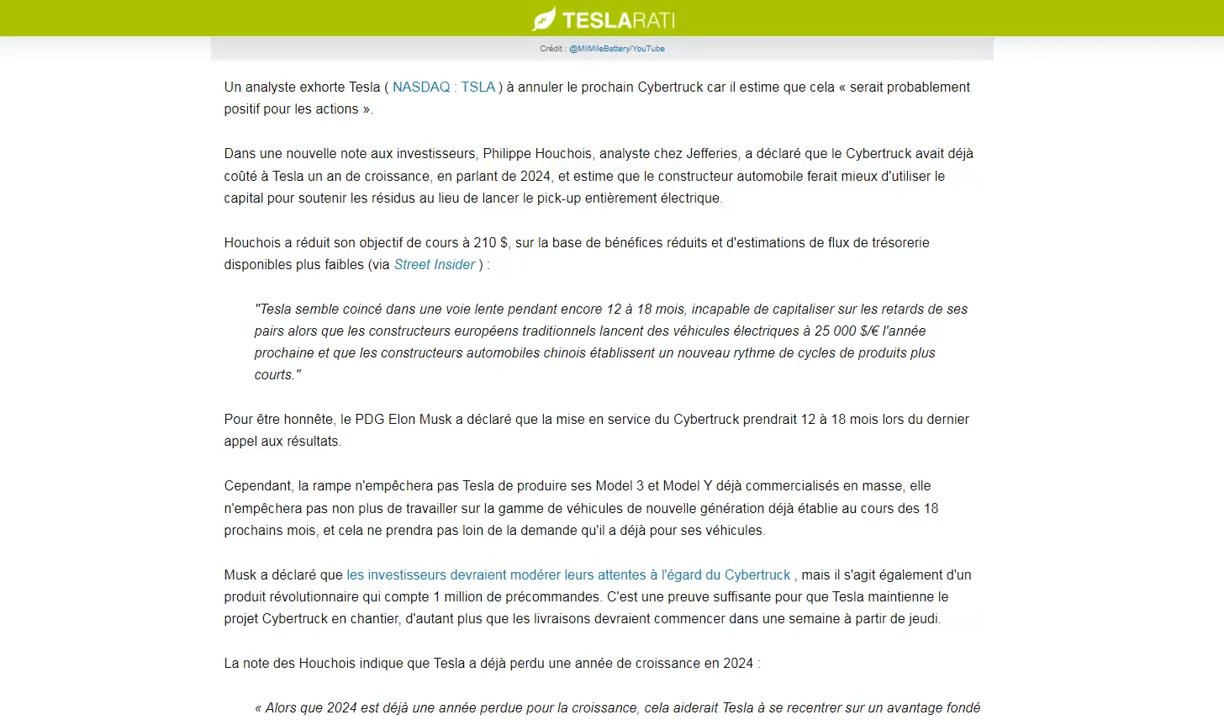 TESLARATI
Crédit : @MilMileBattery/YouTube
Un analyste exhorte Tesla ( NASDAQ : TSLA ) à annuler le prochain Cybertruck car il estime que cela « serait probablement
positif pour les actions ».
Dans une nouvelle note aux investisseurs, Philippe Houchois, analyste chez Jefferies, a déclaré que le Cybertruck avait déjà
coûté à Tesla un an de croissance, en parlant de 2024, et estime que le constructeur automobile ferait mieux d'utiliser le
capital pour soutenir les résidus au lieu de lancer le pick-up entièrement électrique.
Houchois a réduit son objectif de cours à 210 $, sur la base de bénéfices réduits et d'estimations de flux de trésorerie
disponibles plus faibles (via Street Insider ) :
"Tesla semble coincé dans une voie lente pendant encore 12 à 18 mois, incapable de capitaliser sur les retards de ses
pairs alors que les constructeurs européens traditionnels lancent des véhicules électriques à 25 000 $/€ l'année
prochaine et que les constructeurs automobiles chinois établissent un nouveau rythme de cycles de produits plus
courts."
Pour être honnête, le PDG Elon Musk a déclaré que la mise en service du Cybertruck prendrait 12 à 18 mois lors du dernier
appel aux résultats.
Cependant, la rampe n'empêchera pas Tesla de produire ses Model 3 et Model Y déjà commercialisés en masse, elle
n'empêchera pas non plus de travailler sur la gamme de véhicules de nouvelle génération déjà établie au cours des 18
prochains mois, et cela ne prendra pas loin de la demande qu'il a déjà pour ses véhicules.
Musk a déclaré que les investisseurs devraient modérer leurs attentes à l'égard du Cybertruck , mais il s'agit également d'un
produit révolutionnaire qui compte 1 million de précommandes. C'est une preuve suffisante pour que Tesla maintienne le
projet Cybertruck en chantier, d'autant plus que les livraisons devraient commencer dans une semaine à partir de jeudi.
La note des Houchois indique que Tesla a déjà perdu une année de croissance en 2024 :
« Alors que 2024 est déjà une année perdue pour la croissance, cela aiderait Tesla à se recentrer sur un avantage fondé